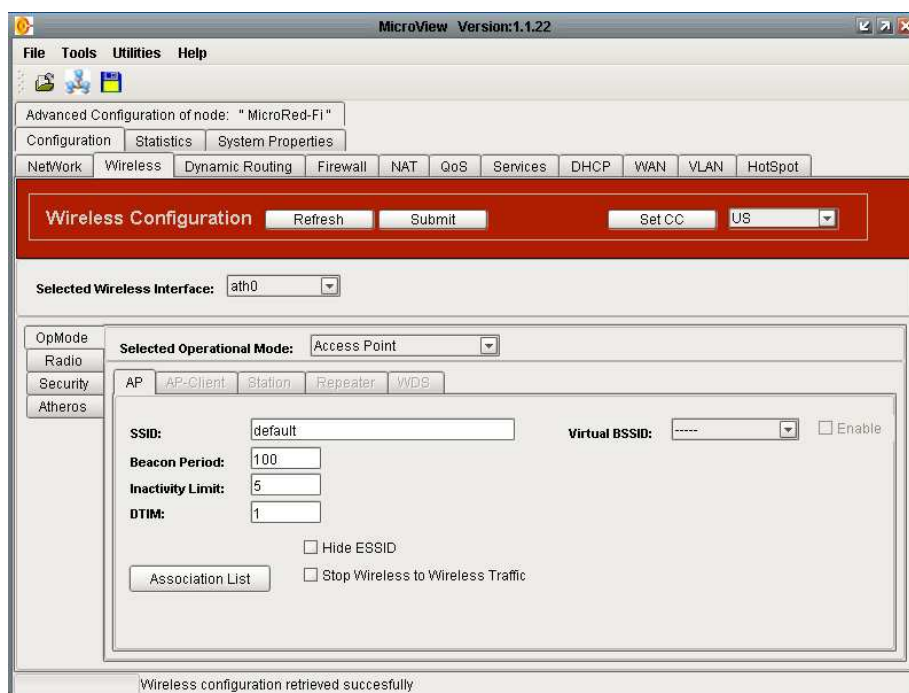 MicroView Version:1.1.22
File Tools Utilities Help
Advanced Configuration of node: "MicroRed-Fi"
Configuration Statistics System Properties
NetWork Wireless Dynamic Routing Firewall NAT QoS Services DHCP WAN VLAN HotSpot
Wireless Configuration Refresh Submit Set CC US
Selected Wireless Interface: ath0
OpMode
Radio
Security
Atheros
Selected Operational Mode: Access Point
AP AP-Client Station Repeater WDS
SSID: default Virtual BSSID: ----- Enable
Beacon Period: 100
Inactivity Limit: 5
DTIM: 1
Hide ESSID
Association List Stop Wireless to Wireless Traffic
Wireless configuration retrieved succesfully